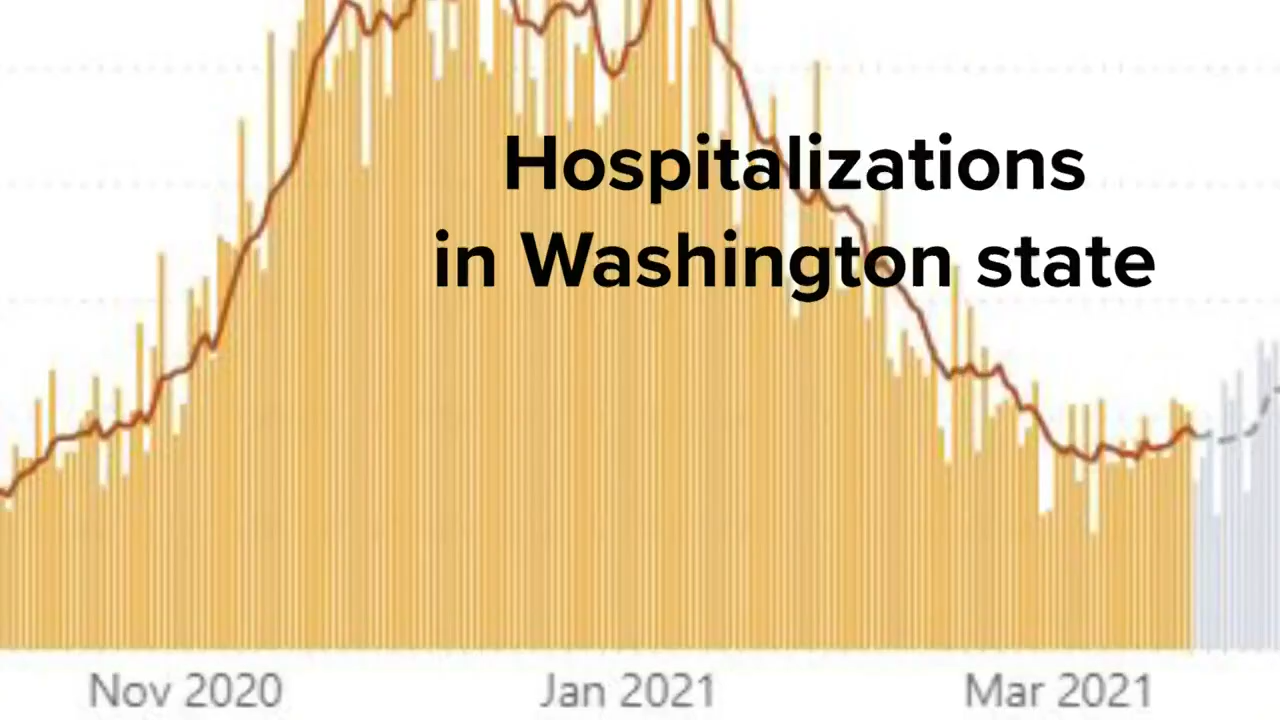 Hospitalizations
in Washington state
Nov 2020
Jan 2021
Mar 2021